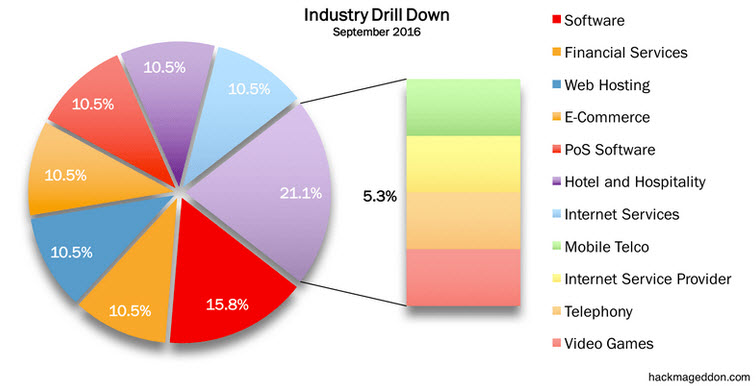 Industry Drill Down
September 2016
10.5%
10.5%
10.5%
10.5%
10.5%
10.5%
15.8%
21.1%
5.3%
Software
Financial Services
Web Hosting
E-Commerce
PoS Software
Hotel and Hospitality
Internet Services
Mobile Telco
Internet Service Provider
Telephony
Video Games
hackmageddon.com